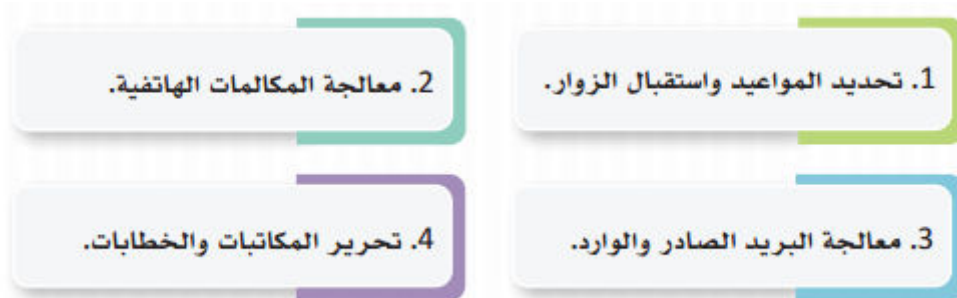 1. تحديد المواعيد واستقبال الزوار.
2. معالجة المكالمات الهاتفية.
3. معالجة البريد الصادر والوارد.
4. تحرير المكاتبات والخطابات.